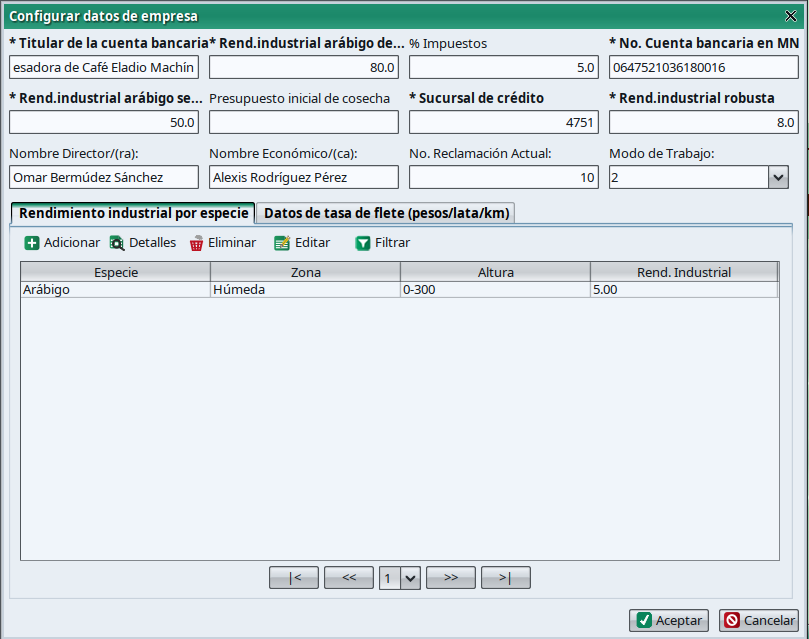 Configurar datos de empresa
* Titular de la cuenta bancaria * Rend.industrial arábigo de... % Impuestos * No. Cuenta bancaria en MN
esadora de Café Eladio Machín 80.0 5.0 0647521036180016
* Rend.industrial arábigo se... Presupuesto inicial de cosecha * Sucursal de crédito * Rend.industrial robusta
50.0 4751 8.0
Nombre Director/(ra): Nombre Económico/(ca): No. Reclamación Actual: Modo de Trabajo:
Omar Bermúdez Sánchez Alexis Rodríguez Pérez 10 2
Rendimiento industrial por especie Datos de tasa de flete (pesos/lata/km)
Adicionar Detalles Eliminar Editar Filtrar
Especie Zona Altura Rend. Industrial
Arábigo Húmeda 0-300 5.00
|< << 1 >> >|
Aceptar Cancelar